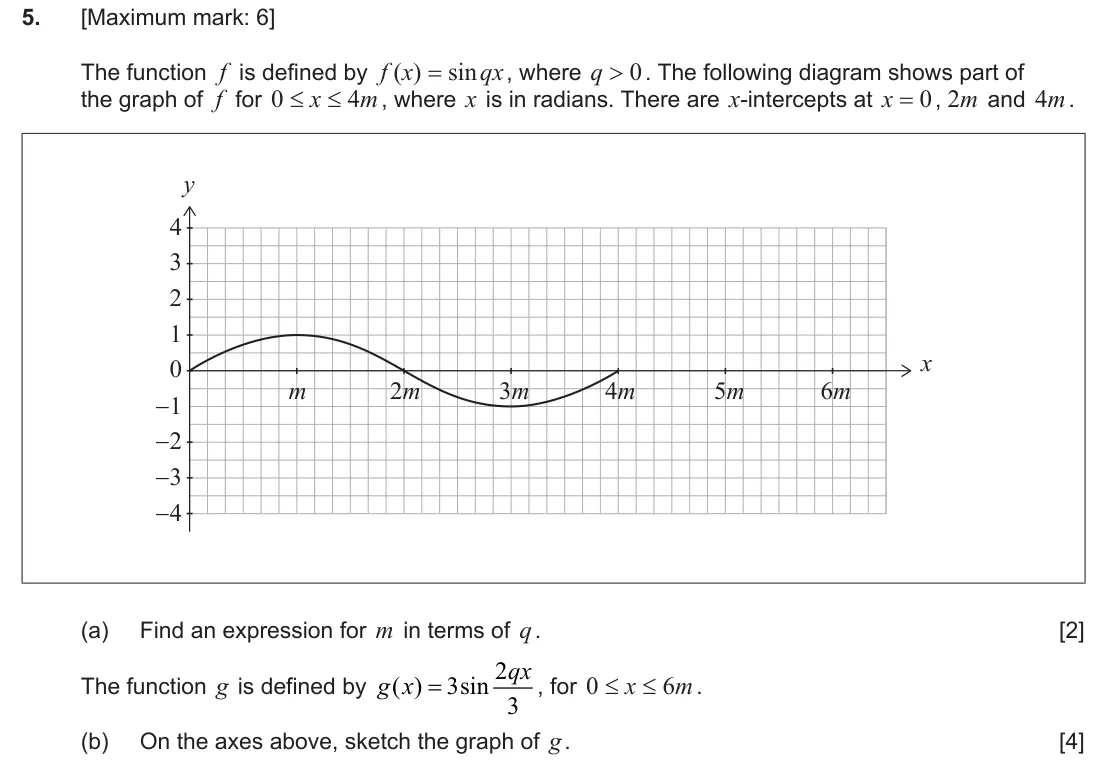 5. [Maximum mark: 6]
The function f is defined by f(x) = sin qx, where q > 0. The following diagram shows part of
the graph of f for 0 ≤ x ≤ 4m, where x is in radians. There are x-intercepts at x = 0, 2m and 4m.
y
4
3
2
1
0
x
m 2m 3m 4m 5m 6m
−1
−2
−3
−4
(a) Find an expression for m in terms of q. [2]
The function g is defined by g(x) = 3sin 2qx/3, for 0 ≤ x ≤ 6m.
(b) On the axes above, sketch the graph of g. [4]